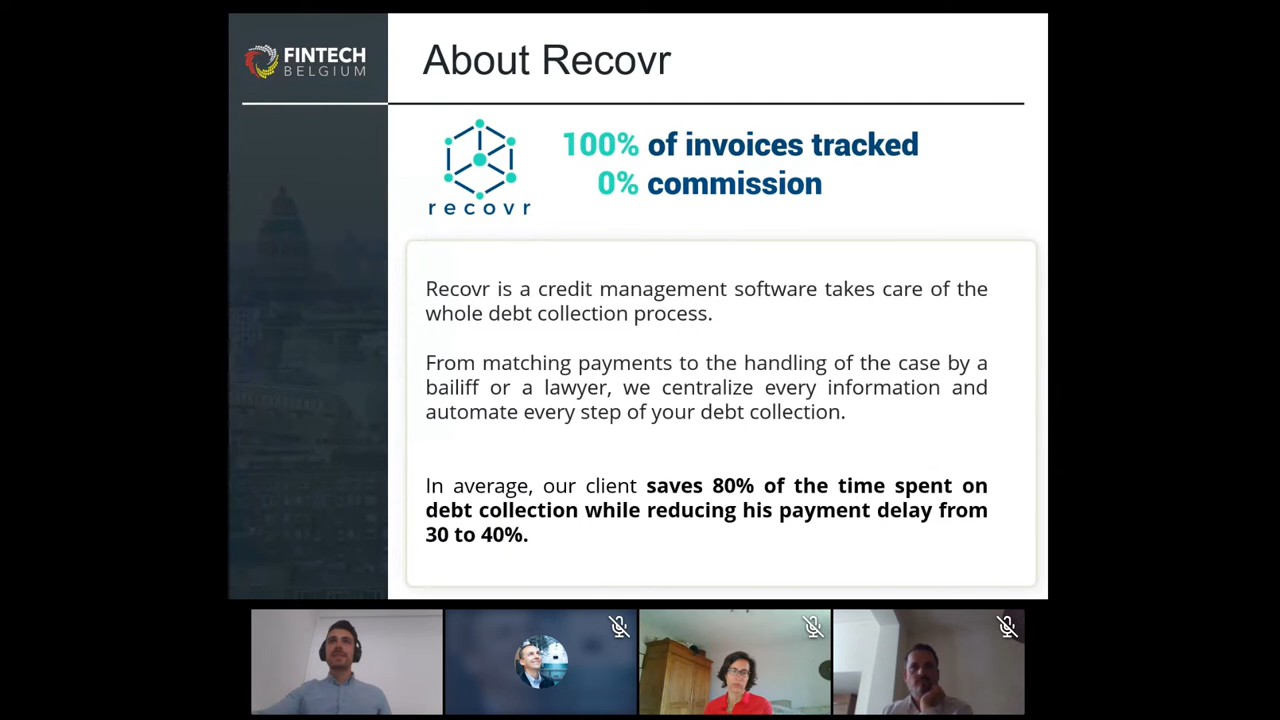 FINTECH
BELGIUM
About Recovr
recovr
100% of invoices tracked
0% commission
Recovr is a credit management software takes care of the
whole debt collection process.
From matching payments to the handling of the case by a
bailiff or a lawyer, we centralize every information and
automate every step of your debt collection.
In average, our client saves 80% of the time spent on
debt collection while reducing his payment delay from
30 to 40%.